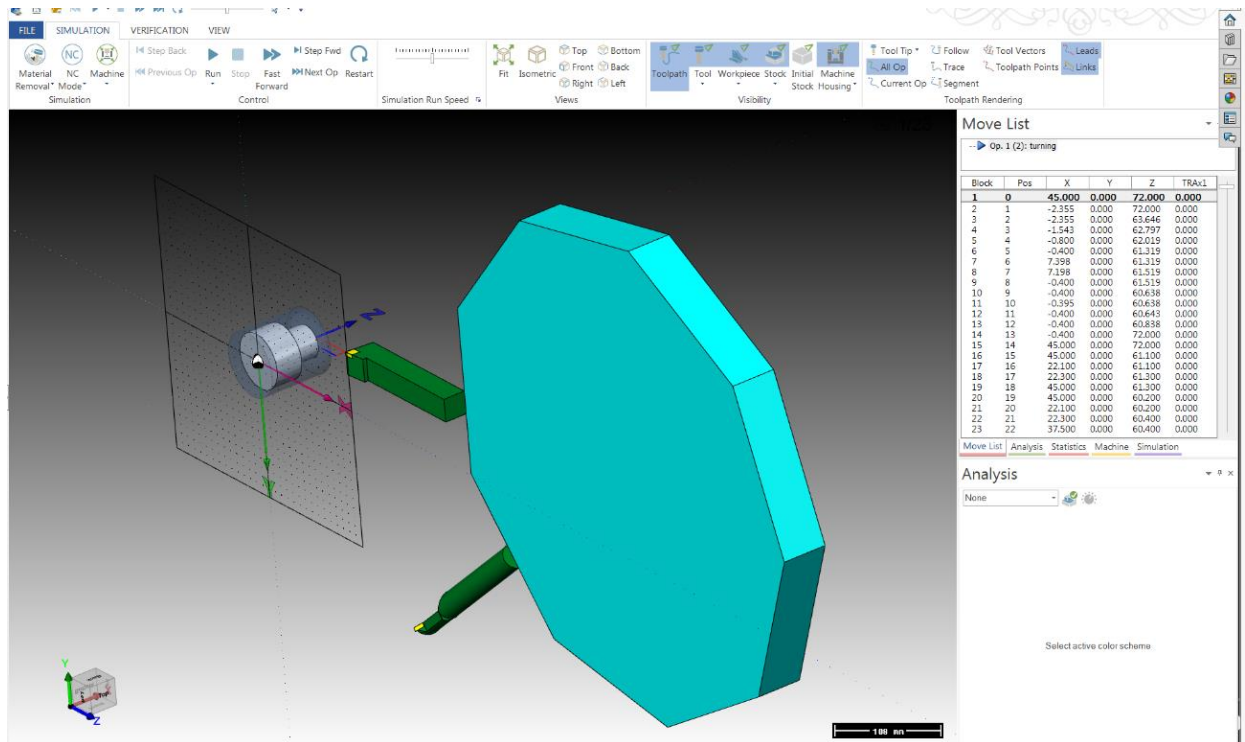 FILE SIMULATION VERIFICATION VIEW
Step Back Step Fwd Top Bottom Tool Tip Follow Tool Vectors Leads
Previous Op Next Op Front Back All Op Trace Toolpath Points Links
Right Left Current Op Segment
Material Removal NC Mode Machine Run Stop Fast Forward Restart Fit Isometric Toolpath Tool Workpiece Stock Initial Stock Machine Housing
Simulation Control Simulation Run Speed Views Visibility Toolpath Rendering
Move List
Op. 1 (2): turning
Block Pos X Y Z TRAx1
1 0 45.000 0.000 72.000 0.000
2 1 -2.355 0.000 72.000 0.000
3 2 -2.355 0.000 63.646 0.000
4 3 -1.543 0.000 62.797 0.000
5 4 -0.800 0.000 62.019 0.000
6 5 -0.400 0.000 61.319 0.000
7 6 7.398 0.000 61.319 0.000
8 7 7.198 0.000 61.519 0.000
9 8 -0.400 0.000 61.519 0.000
10 9 -0.400 0.000 60.638 0.000
11 10 -0.395 0.000 60.638 0.000
12 11 -0.400 0.000 60.643 0.000
13 12 -0.400 0.000 60.838 0.000
14 13 -0.400 0.000 72.000 0.000
15 14 45.000 0.000 72.000 0.000
16 15 45.000 0.000 61.100 0.000
17 16 22.100 0.000 61.100 0.000
18 17 22.300 0.000 61.300 0.000
19 18 45.000 0.000 61.300 0.000
20 19 45.000 0.000 60.200 0.000
21 20 22.100 0.000 60.200 0.000
22 21 22.300 0.000 60.400 0.000
23 22 37.500 0.000 60.400 0.000
Move List Analysis Statistics Machine Simulation
Analysis
None
Select active color scheme
Z
X
Y
Y
Z
100 mm